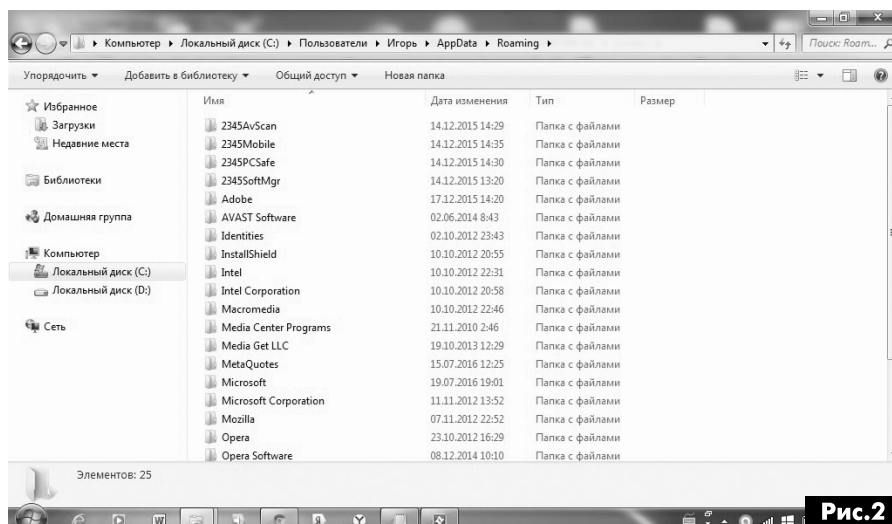 Компьютер ▸ Локальный диск (C:) ▸ Пользователи ▸ Игорь ▸ AppData ▸ Roaming ▸
Поиск: Roam...
Упорядочить Добавить в библиотеку Общий доступ Новая папка
Имя Дата изменения Тип Размер
Избранное
Загрузки
Недавние места
Библиотеки
Домашняя группа
Компьютер
Локальный диск (C:)
Локальный диск (D:)
Сеть
2345AvScan 14.12.2015 14:29 Папка с файлами
2345Mobile 14.12.2015 14:35 Папка с файлами
2345PCSafe 14.12.2015 14:30 Папка с файлами
2345SoftMgr 14.12.2015 13:20 Папка с файлами
Adobe 17.12.2015 14:20 Папка с файлами
AVAST Software 02.06.2014 8:43 Папка с файлами
Identities 02.10.2012 23:43 Папка с файлами
InstallShield 10.10.2012 20:55 Папка с файлами
Intel 10.10.2012 22:31 Папка с файлами
Intel Corporation 10.10.2012 20:58 Папка с файлами
Macromedia 10.10.2012 22:46 Папка с файлами
Media Center Programs 21.11.2010 2:46 Папка с файлами
Media Get LLC 19.10.2013 12:29 Папка с файлами
MetaQuotes 15.07.2016 12:25 Папка с файлами
Microsoft 19.07.2016 19:01 Папка с файлами
Microsoft Corporation 11.11.2012 13:52 Папка с файлами
Mozilla 07.11.2012 22:52 Папка с файлами
Opera 23.10.2012 16:29 Папка с файлами
Opera Software 08.12.2014 10:10 Папка с файлами
Элементов: 25
Рис.2